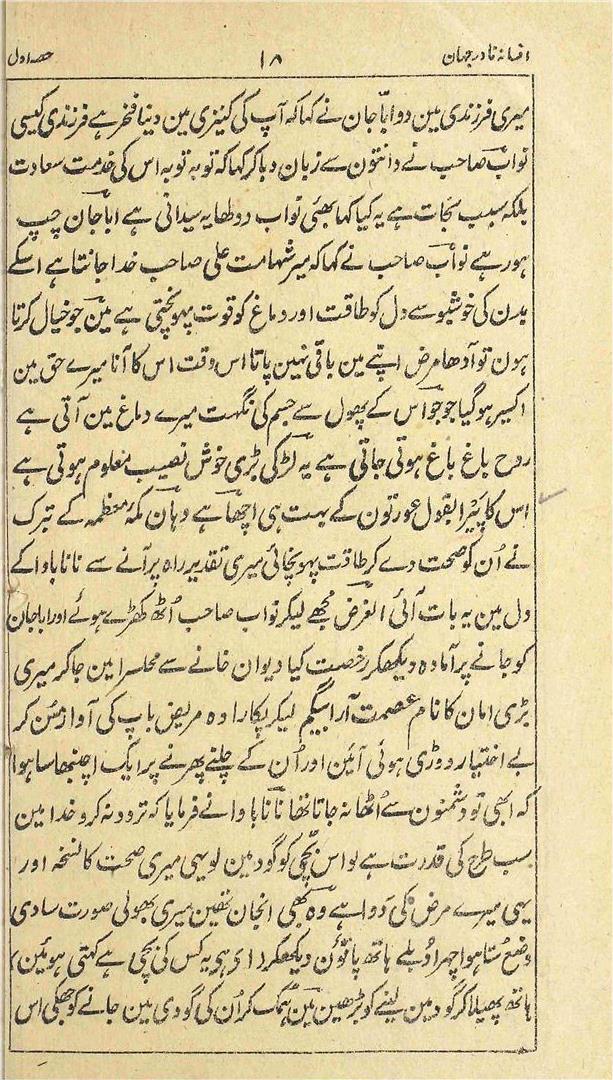 افسانہ نادر جہان ۱۸ حصہ اول
میری فرزندی مین دو ابّا جان نے کہا کہ آپ کی کنیزی مین دنیا فخر ہے فرزندی کیسی
نواب صاحب نے دانتون سے زبان دبا کر کہا کہ توبہ توبہ اس کی خدمت سعادت
بلکہ سبب نجات ہے یہ کیا کہا بھئی نواب دولھا یہ سیدانی ہے ابا جان چپ
ہو رہے نواب صاحب نے کہا کہ میر شہامت علی صاحب خدا جانتا ہے اسکے
بدن کی خوشبو سے دل کو طاقت اور دماغ کو قوت پہونچتی ہے مین جو خیال کرتا
ہون تو آدھا مرض اپنے مین باقی نہین پاتا اس وقت اس کا آنا میرے حق مین
اکسیر ہو گیا جو جو اس کے پھول سے جسم کی نگہت میرے دماغ مین آتی ہے
روح باغ باغ ہوتی جاتی ہے یہ لڑکی بڑی خوش نصیب معلوم ہوتی ہے
اس کا پَیْرا بقول عورتون کے بہت ہی اچھا ہے وہان مکۂ معظمہ کے تبرک
نے اُن کو صحت دے کر طاقت پہونچائی میری تقدیر راہ پر آنے سے نانا باوا کے
دل مین یہ بات آئی الغرض مجھے لیکر نواب صاحب اُٹھ کھڑے ہوئے اور ابا جان
کو جانے پر آمادہ دیکھکر رخصت کیا دیوان خانے سے محلسرا مین جا کر میری
بڑی امان کا نام عصمت آرا بیگم لیکر پکارا وہ مریض باپ کی آواز سُن کر
بے اختیار دوڑی ہوئی آئین اور اُن کے چلنے پھرنے پر ایک اچنبھا سا ہوا
کہ ابھی تو دشمنون سے اُٹھا نہ جاتا تھا نانا باوا نے فرمایا کہ تردد نہ کرو خدا مین
سب طرح کی قدرت ہے لو اس بچّی کو گود مین لو یہی میری صحت کا نسخہ اور
یہی میرے مرض کی دوا ہے وہ بھی انجان تھین میری بھولی صورت سادی
وضع سُتا ہوا چہرا دُبلے ہاتھ پاؤن دیکھکر (ای ہی یہ کس کی بچّی ہے کہتی ہوئین)
ہاتھ پھیلا کر گود مین لینے کو بڑھین مین ہُمک کر اُن کی گودی مین جانے کو جھکی اس